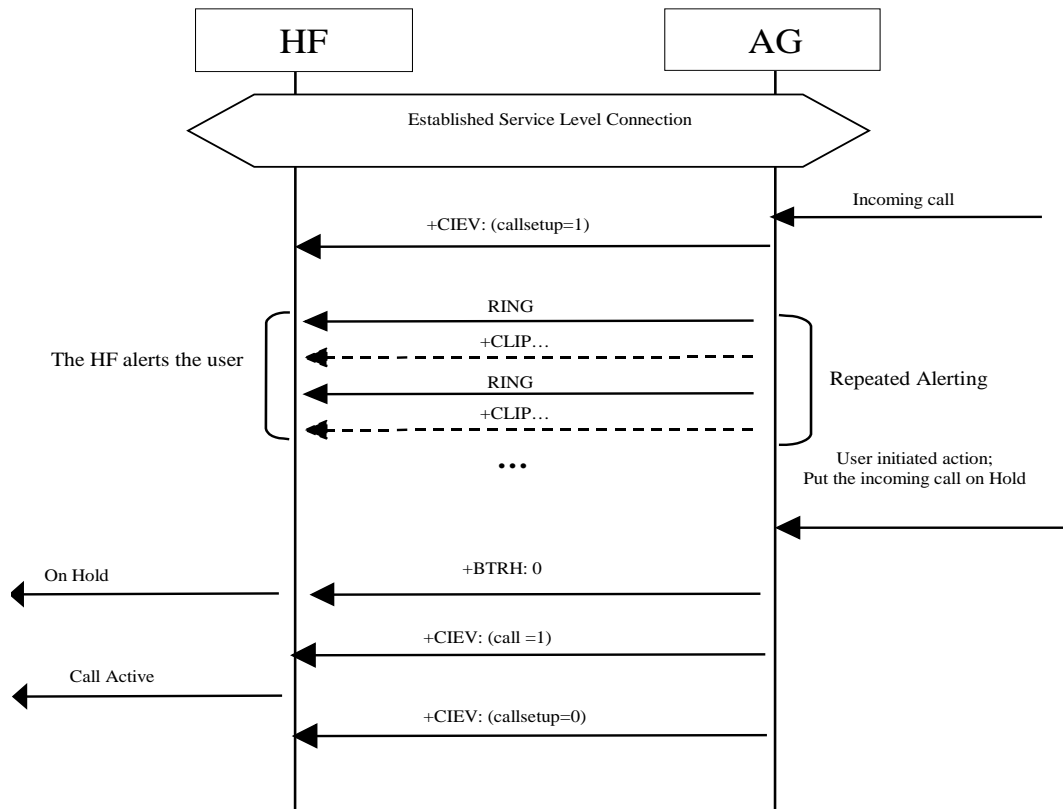 HF
AG
Established Service Level Connection
Incoming call
+CIEV: (callsetup=1)
RING
+CLIP…
The HF alerts the user
RING
Repeated Alerting
+CLIP…
…
User initiated action;
Put the incoming call on Hold
On Hold
+BTRH: 0
+CIEV: (call =1)
Call Active
+CIEV: (callsetup=0)